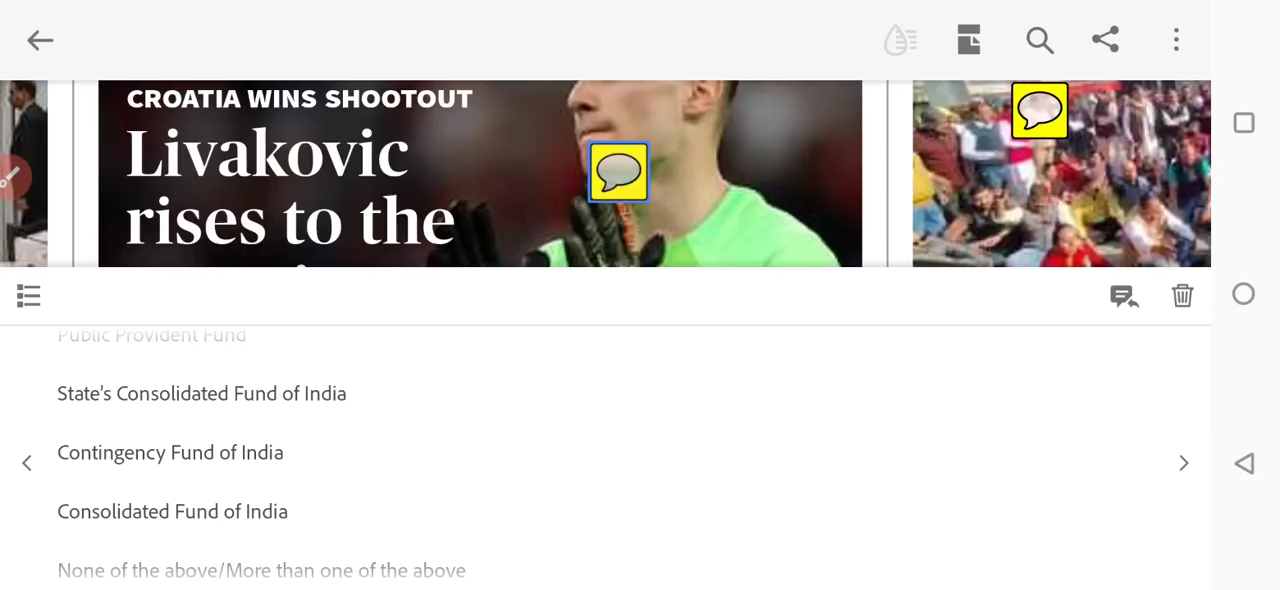 CROATIA WINS SHOOTOUT
Livakovic
rises to the
Public Provident Fund
State's Consolidated Fund of India
Contingency Fund of India
Consolidated Fund of India
None of the above/More than one of the above